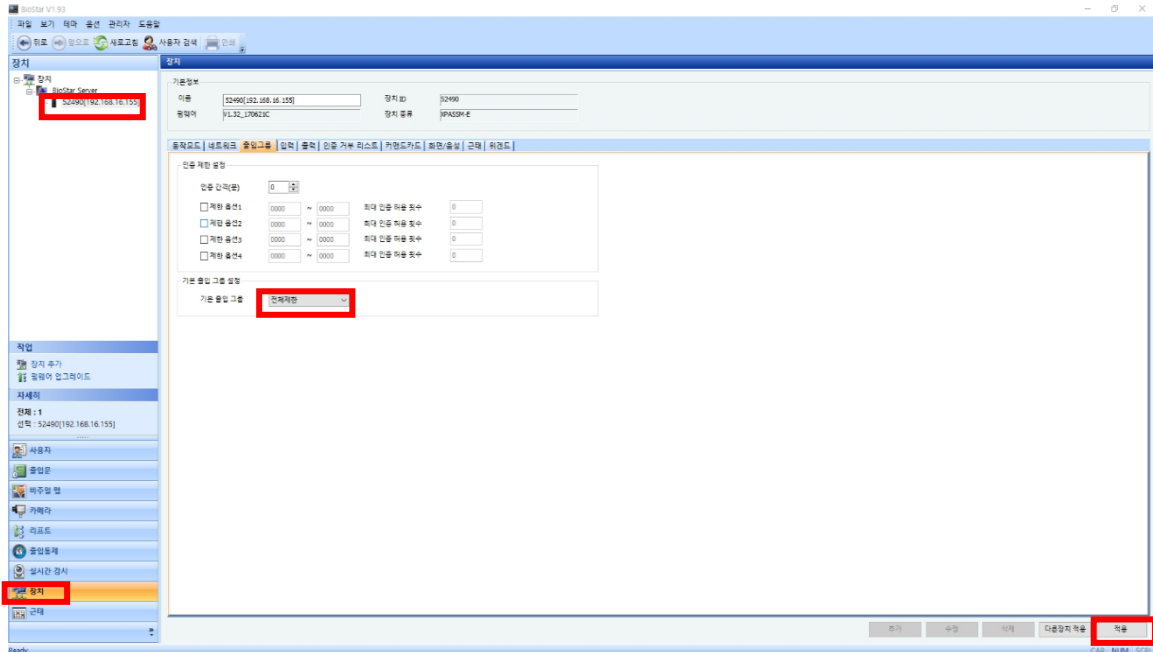 BioStar V1.93
파일 보기 테마 옵션 관리자 도움말
뒤로 앞으로 새로고침 사용자 검색 인쇄
장치
장치
BioStar Server
52490[192.168.16.155]
작업
장치 추가
펌웨어 업그레이드
자세히
전체 : 1
선택 : 52490[192.168.16.155]
사용자
출입문
비주얼 맵
카메라
리프트
출입통제
실시간 감시
장치
근태
장치
기본정보
이름 52490[192.168.16.155] 장치 ID 52490
펌웨어 V1.32_170621C 장치 종류 XPASSM-E
동작모드 네트워크 출입그룹 입력 출력 인증 거부 리스트 커맨드카드 화면/음성 근태 위건드
인증 제한 설정
인증 간격(분) 0
제한 옵션1 0000 ~ 0000 최대 인증 허용 횟수 0
제한 옵션2 0000 ~ 0000 최대 인증 허용 횟수 0
제한 옵션3 0000 ~ 0000 최대 인증 허용 횟수 0
제한 옵션4 0000 ~ 0000 최대 인증 허용 횟수 0
기본 출입 그룹 설정
기본 출입 그룹 전체제한
추가 수정 삭제 다른장치 적용 적용
Ready CAP NUM SCRL